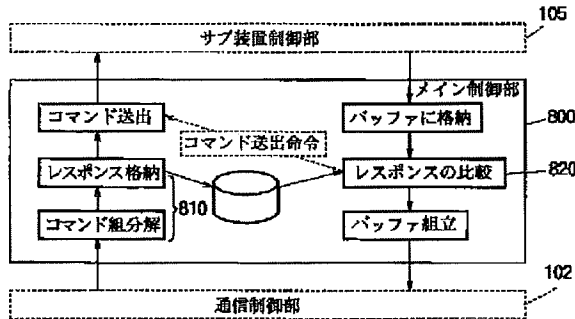 105
サブ装置制御部
メイン制御部
コマンド送出
バッファに格納
800
コマンド送出命令
レスポンス格納
レスポンスの比較
820
810
コマンド組分解
バッファ組立
102
通信制御部